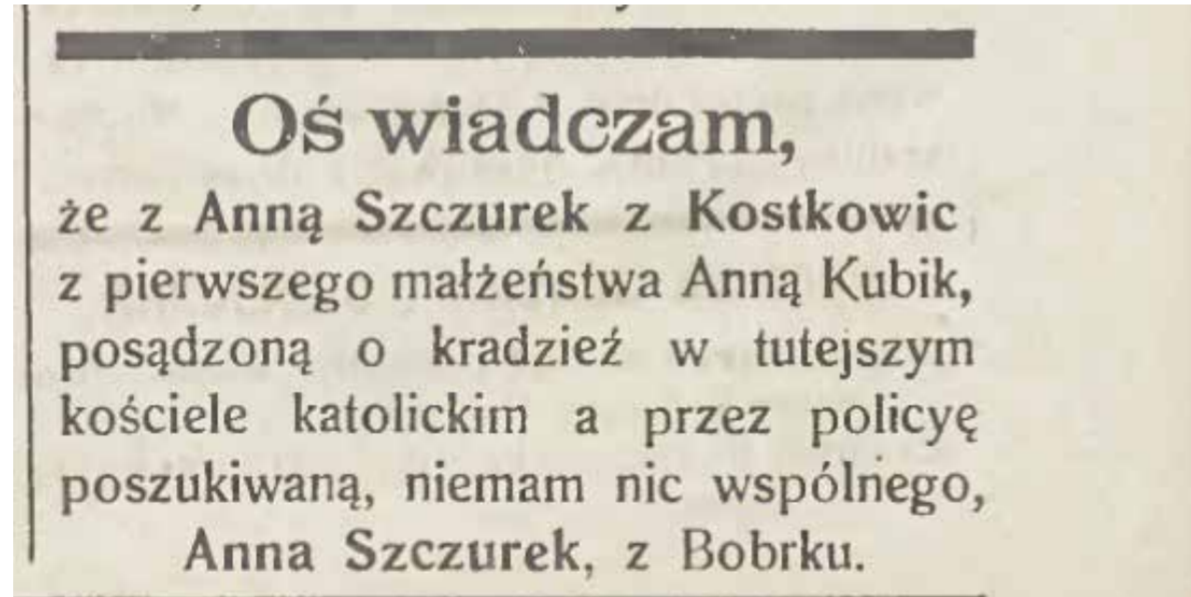 Oś wiadczam,
że z Anną Szczurek z Kostkowic
z pierwszego małżeństwa Anną Kubik,
posądzoną o kradzież w tutejszym
kościele katolickim a przez policyę
poszukiwaną, niemam nic wspólnego,
Anna Szczurek, z Bobrku.